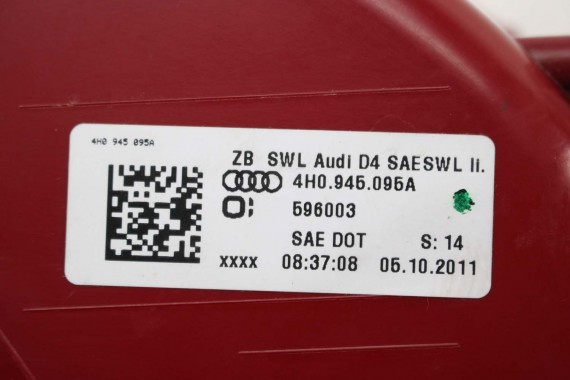 4H0 945 095A
ZB SWL Audi D4 SAESWL li.
4H0.945.095A
596003
SAE DOT S: 14
xxxx 08:37:08 05.10.2011